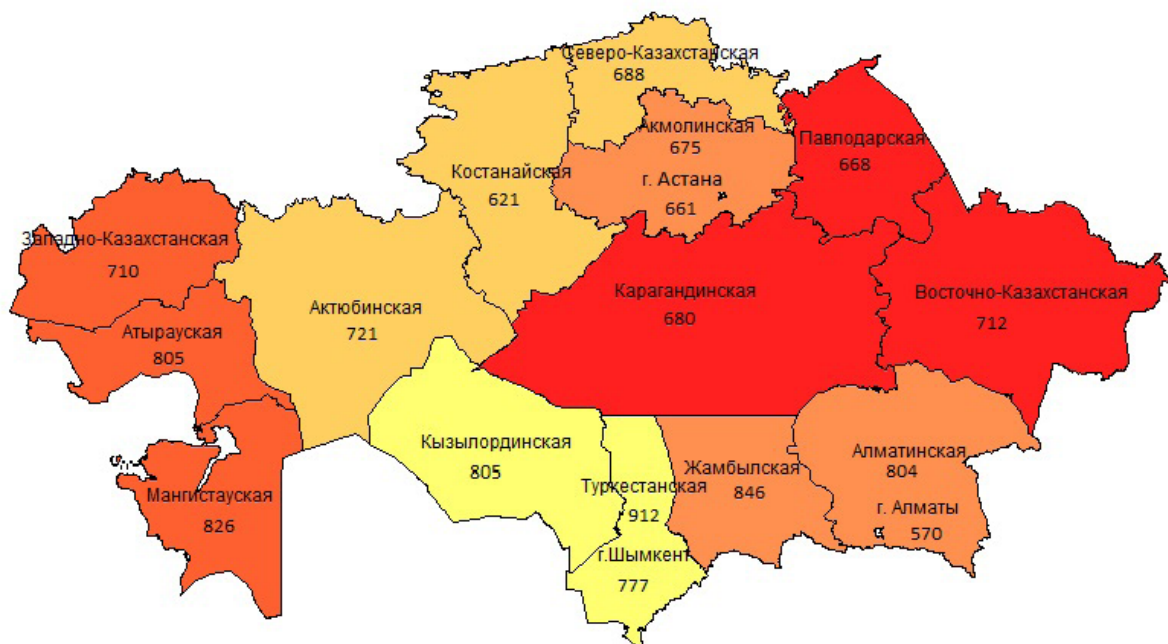 Северо-Казахстанская
688
Акмолинская
675
г. Астана
661
Павлодарская
668
Костанайская
621
Западно-Казахстанская
710
Атырауская
805
Актюбинская
721
Карагандинская
680
Восточно-Казахстанская
712
Мангистауская
826
Кызылординская
805
Туркестанская
912
г.Шымкент
777
Жамбылская
846
Алматинская
804
г. Алматы
570